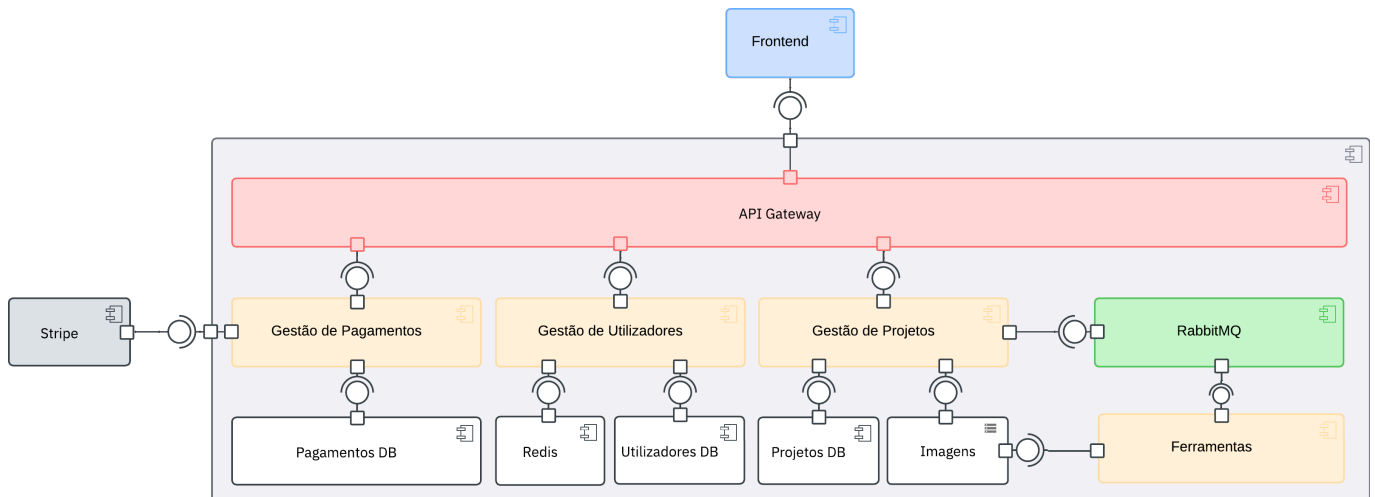 Frontend
API Gateway
Stripe
Gestão de Pagamentos
Gestão de Utilizadores
Gestão de Projetos
RabbitMQ
Pagamentos DB
Redis
Utilizadores DB
Projetos DB
Imagens
Ferramentas